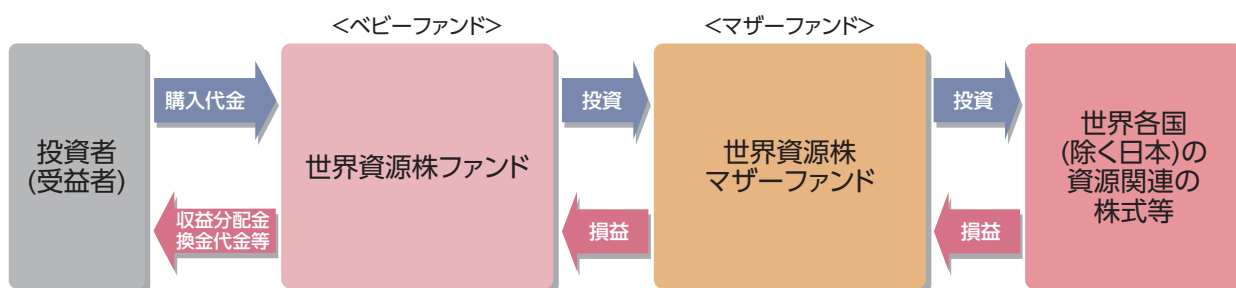 <ベビーファンド>
<マザーファンド>
投資者
(受益者)
購入代金
収益分配金
換金代金等
世界資源株ファンド
投資
損益
世界資源株
マザーファンド
投資
損益
世界各国
(除く日本)の
資源関連の
株式等